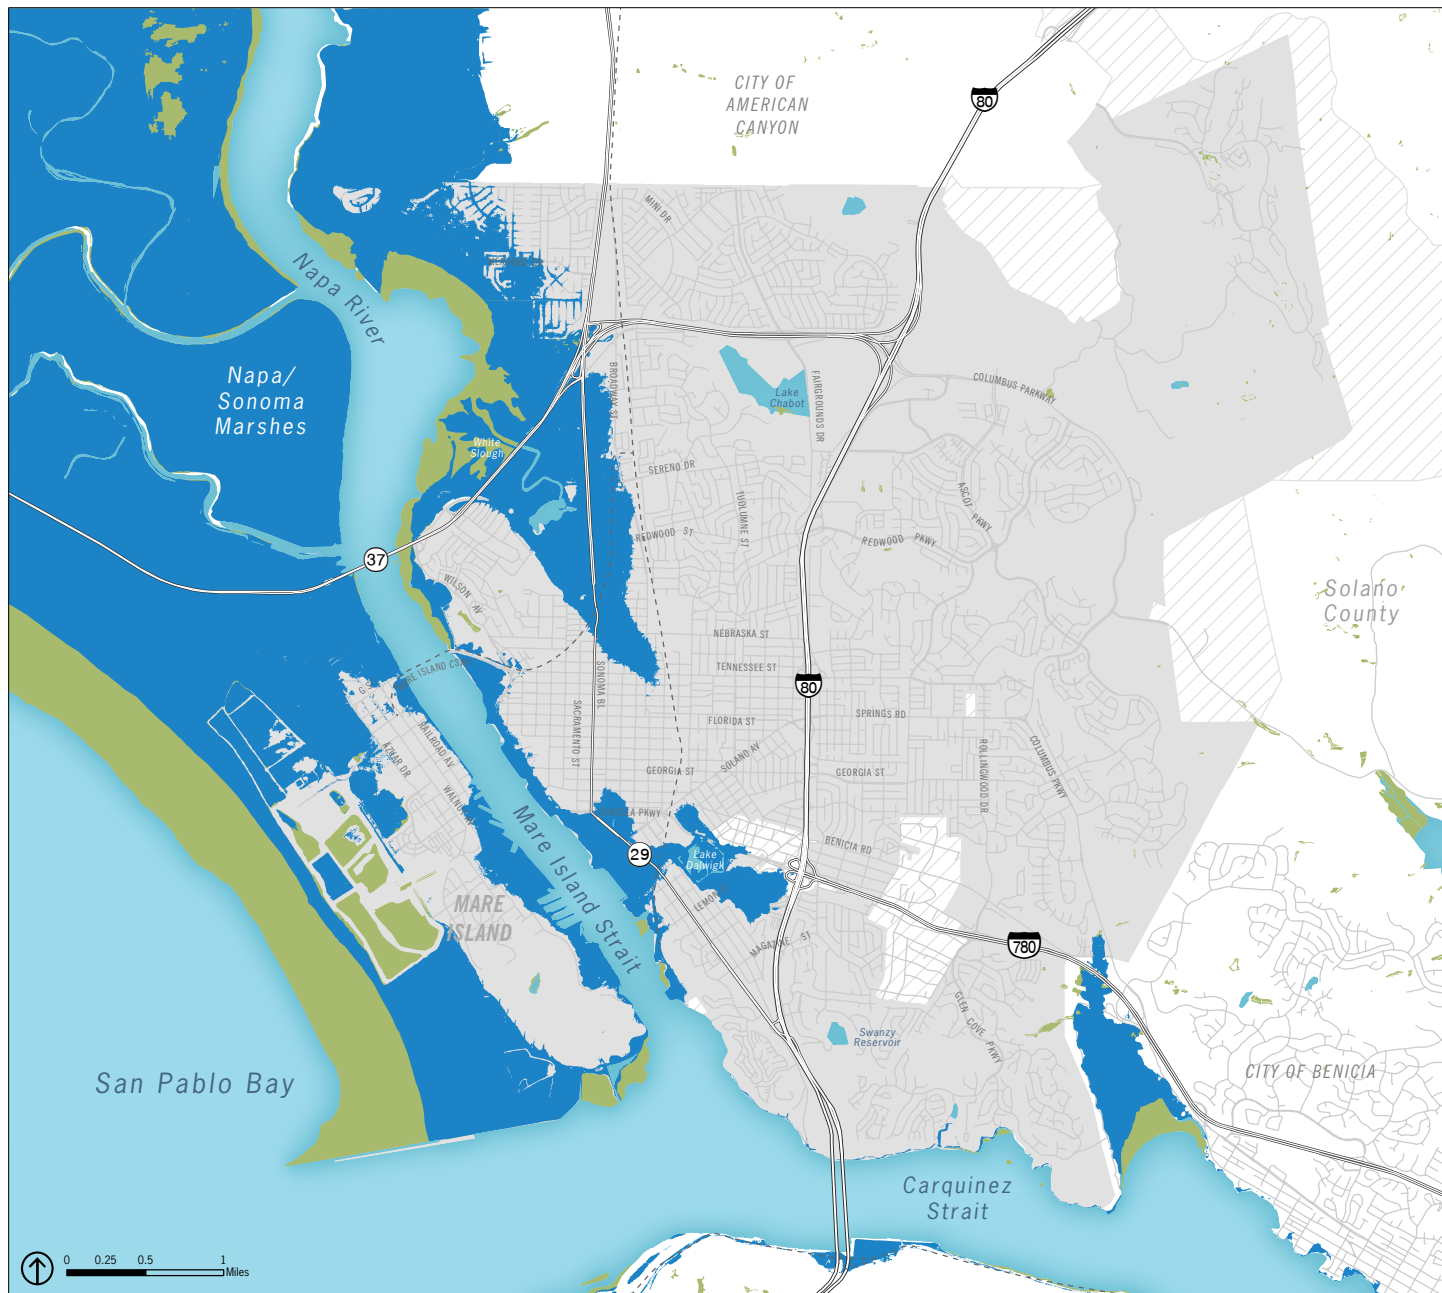 CITY OF
AMERICAN
CANYON
80
MINI DR
Napa River
Napa/
Sonoma
Marshes
BROADWAY ST
Lake
Chabot
FAIRGROUNDS DR
COLUMBUS PARKWAY
White
Slough
SERENO DR
TUOLUMNE ST
ASCOT PKWY
REDWOOD ST
REDWOOD PKWY
37
WILSON AV
Solano
County
NEBRASKA ST
TENNESSEE ST
80
SONOMA BL
SACRAMENTO ST
FLORIDA ST
SPRINGS RD
SOLANO AV
GEORGIA ST
GEORGIA ST
ROLLINGWOOD DR
COLUMBUS PKWY
RAILROAD AV
AZUAR DR
WALNUT AV
Mare Island Strait
PKWY
29
Lake
Dalwigk
BENICIA RD
LEMON ST
MAGAZINE ST
780
MARE
ISLAND
GLEN COVE PKWY
Swanzy
Reservoir
San Pablo Bay
CITY OF BENICIA
Carquinez
Strait
0 0.25 0.5 1
Miles